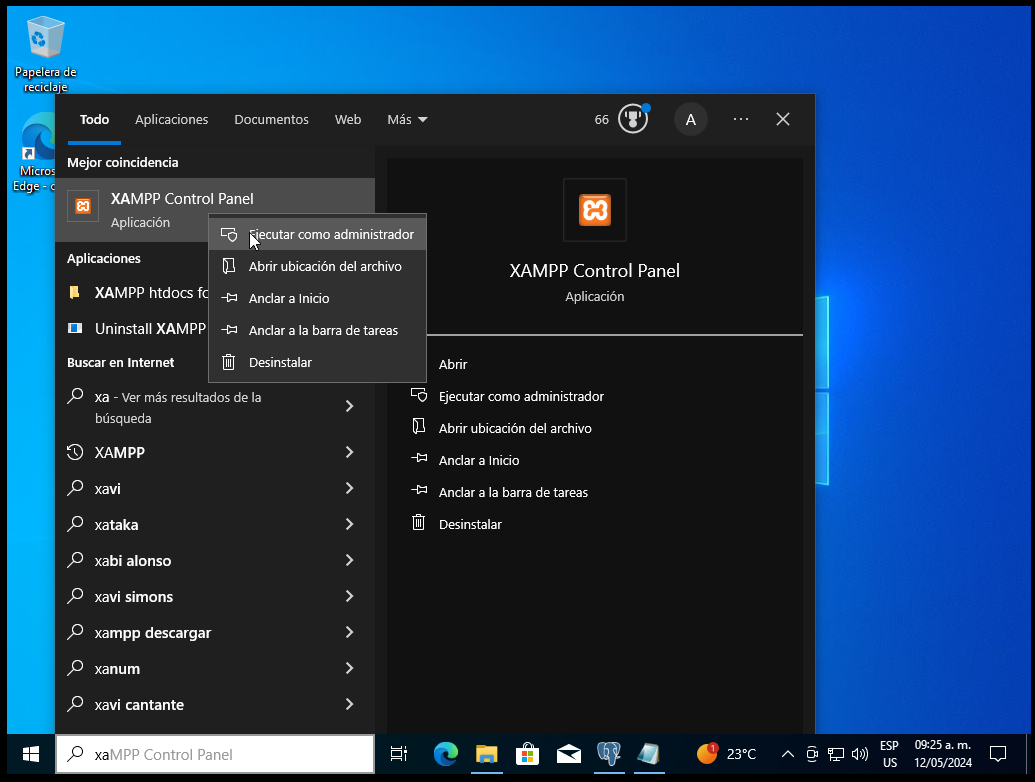 Papelera de
reciclaje
Micros
Edge - c
Todo
Aplicaciones
Documentos
Web
Más
66
A
Mejor coincidencia
XAMPP Control Panel
Aplicación
Ejecutar como administrador
Abrir ubicación del archivo
Anclar a Inicio
Anclar a la barra de tareas
Desinstalar
Aplicaciones
XAMPP htdocs fo
Uninstall XAMPP
Buscar en Internet
xa - Ver más resultados de la
búsqueda
XAMPP
xavi
xataka
xabi alonso
xavi simons
xampp descargar
xanum
xavi cantante
XAMPP Control Panel
Aplicación
Abrir
Ejecutar como administrador
Abrir ubicación del archivo
Anclar a Inicio
Anclar a la barra de tareas
Desinstalar
xaMPP Control Panel
1
23°C
ESP
US
09:25 a. m.
12/05/2024